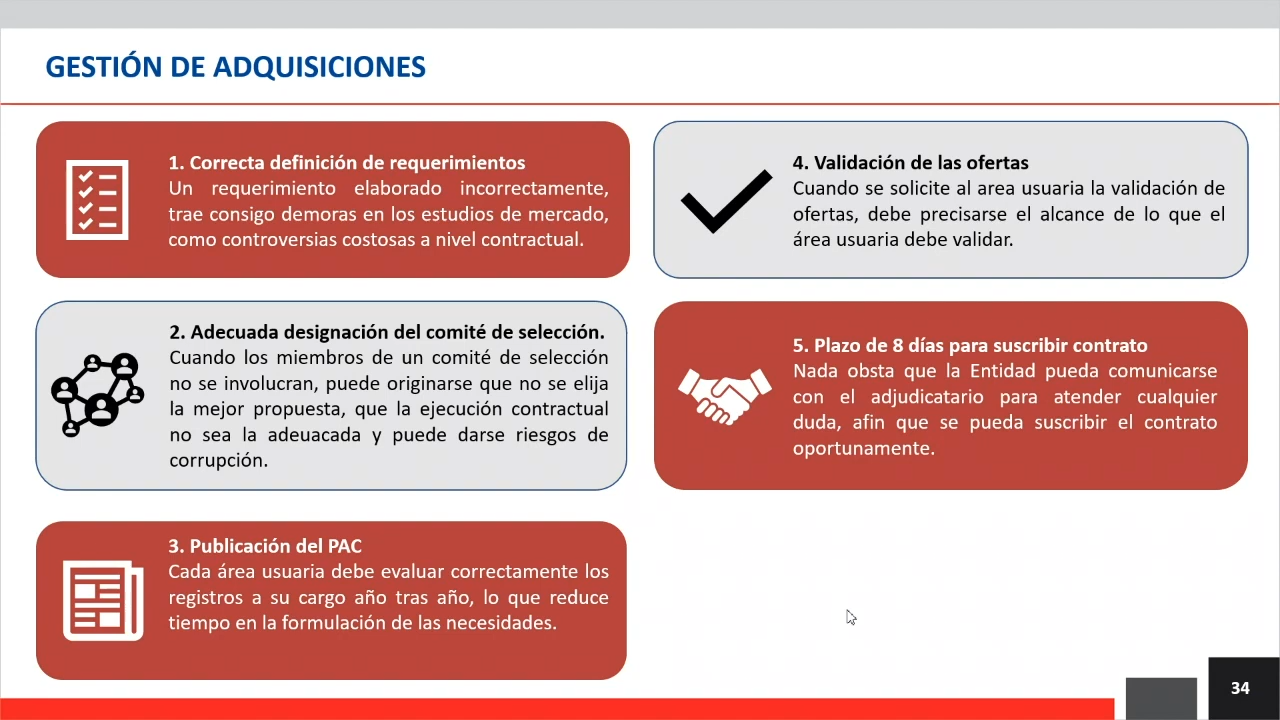 GESTIÓN DE ADQUISICIONES
1. Correcta definición de requerimientos
Un requerimiento elaborado incorrectamente,
trae consigo demoras en los estudios de mercado,
como controversias costosas a nivel contractual.
2. Adecuada designación del comité de selección.
Cuando los miembros de un comité de selección
no se involucran, puede originarse que no se elija
la mejor propuesta, que la ejecución contractual
no sea la adeuacada y puede darse riesgos de
corrupción.
3. Publicación del PAC
Cada área usuaria debe evaluar correctamente los
registros a su cargo año tras año, lo que reduce
tiempo en la formulación de las necesidades.
4. Validación de las ofertas
Cuando se solicite al area usuaria la validación de
ofertas, debe precisarse el alcance de lo que el
área usuaria debe validar.
5. Plazo de 8 días para suscribir contrato
Nada obsta que la Entidad pueda comunicarse
con el adjudicatario para atender cualquier
duda, afin que se pueda suscribir el contrato
oportunamente.
34